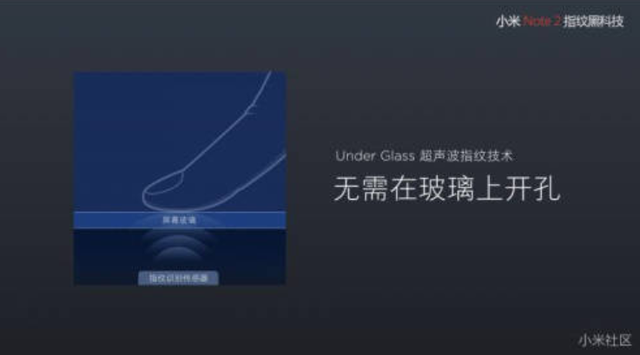 小米 Note 2 指纹黑科技
Under Glass 超声波指纹技术
无需在玻璃上开孔
屏幕玻璃
指纹识别传感器
小米社区